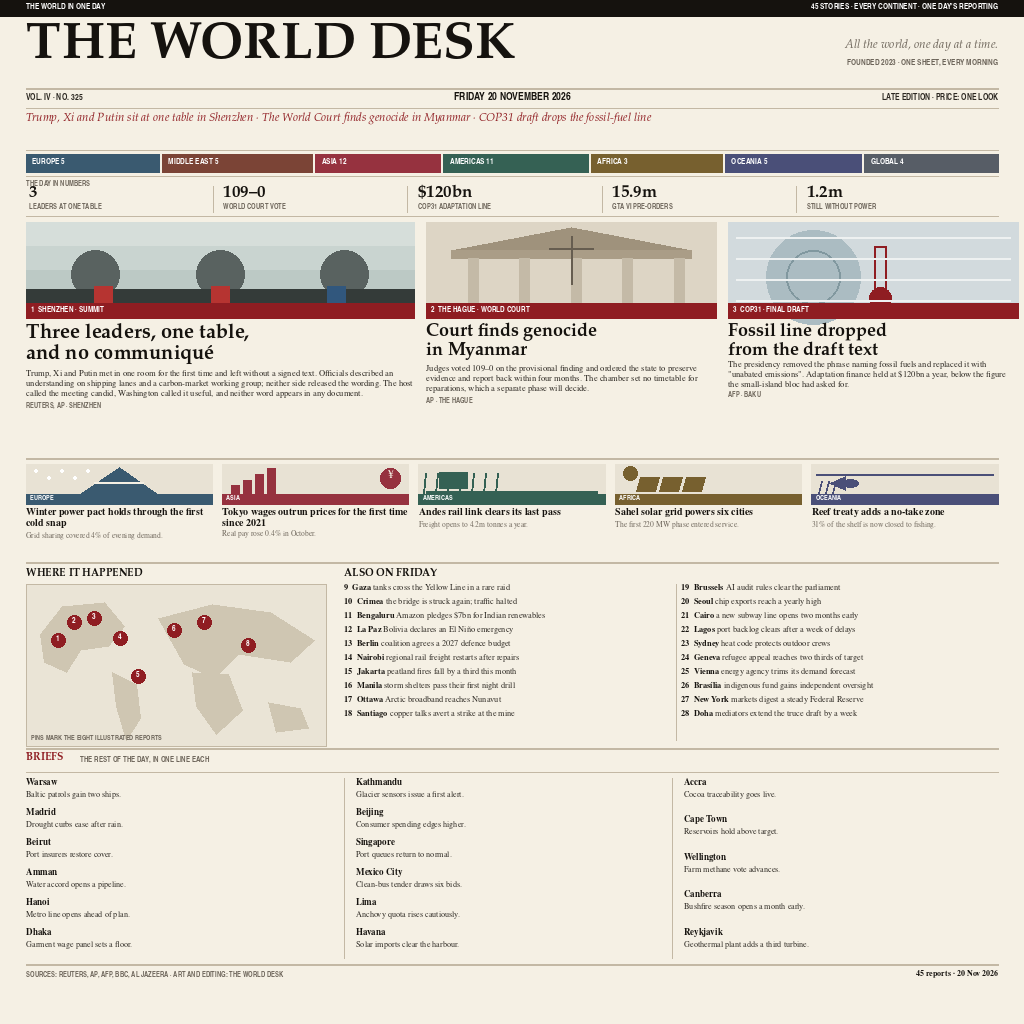 THE WORLD IN ONE DAY
45 STORIES · EVERY CONTINENT · ONE DAY'S REPORTING
THE WORLD DESK
All the world, one day at a time.
FOUNDED 2023 · ONE SHEET, EVERY MORNING
VOL. IV · NO. 325
FRIDAY 20 NOVEMBER 2026
LATE EDITION · PRICE: ONE LOOK
Trump, Xi and Putin sit at one table in Shenzhen · The World Court finds genocide in Myanmar · COP31 draft drops the fossil-fuel line
EUROPE 5
MIDDLE EAST 5
ASIA 12
AMERICAS 11
AFRICA 3
OCEANIA 5
GLOBAL 4
THE DAY IN NUMBERS
3
LEADERS AT ONE TABLE
109–0
WORLD COURT VOTE
$120bn
COP31 ADAPTATION LINE
15.9m
GTA VI PRE-ORDERS
1.2m
STILL WITHOUT POWER
1 SHENZHEN · SUMMIT
Three leaders, one table,
and no communiqué
Trump, Xi and Putin met in one room for the first time and left without a signed text. Officials described an
understanding on shipping lanes and a carbon-market working group; neither side released the wording. The host
called the meeting candid, Washington called it useful, and neither word appears in any document.
REUTERS, AP · SHENZHEN
2 THE HAGUE · WORLD COURT
Court finds genocide
in Myanmar
Judges voted 109–0 on the provisional finding and ordered the state to preserve
evidence and report back within four months. The chamber set no timetable for
reparations, which a separate phase will decide.
AP · THE HAGUE
3 COP31 · FINAL DRAFT
Fossil line dropped
from the draft text
The presidency removed the phrase naming fossil fuels and replaced it with
"unabated emissions". Adaptation finance held at $120bn a year, below the figure
the small-island bloc had asked for.
AFP · BAKU
EUROPE
Winter power pact holds through the first
cold snap
Grid sharing covered 4% of evening demand.
¥
ASIA
Tokyo wages outrun prices for the first time
since 2021
Real pay rose 0.4% in October.
AMERICAS
Andes rail link clears its last pass
Freight opens to 4.2m tonnes a year.
AFRICA
Sahel solar grid powers six cities
The first 220 MW phase entered service.
OCEANIA
Reef treaty adds a no-take zone
31% of the shelf is now closed to fishing.
WHERE IT HAPPENED
1
2
3
4
5
6
7
8
PINS MARK THE EIGHT ILLUSTRATED REPORTS
ALSO ON FRIDAY
9 Gaza tanks cross the Yellow Line in a rare raid
10 Crimea the bridge is struck again; traffic halted
11 Bengaluru Amazon pledges $7bn for Indian renewables
12 La Paz Bolivia declares an El Niño emergency
13 Berlin coalition agrees a 2027 defence budget
14 Nairobi regional rail freight restarts after repairs
15 Jakarta peatland fires fall by a third this month
16 Manila storm shelters pass their first night drill
17 Ottawa Arctic broadband reaches Nunavut
18 Santiago copper talks avert a strike at the mine
19 Brussels AI audit rules clear the parliament
20 Seoul chip exports reach a yearly high
21 Cairo a new subway line opens two months early
22 Lagos port backlog clears after a week of delays
23 Sydney heat code protects outdoor crews
24 Geneva refugee appeal reaches two thirds of target
25 Vienna energy agency trims its demand forecast
26 Brasília indigenous fund gains independent oversight
27 New York markets digest a steady Federal Reserve
28 Doha mediators extend the truce draft by a week
BRIEFS
THE REST OF THE DAY, IN ONE LINE EACH
Warsaw
Baltic patrols gain two ships.
Madrid
Drought curbs ease after rain.
Beirut
Port insurers restore cover.
Amman
Water accord opens a pipeline.
Hanoi
Metro line opens ahead of plan.
Dhaka
Garment wage panel sets a floor.
Kathmandu
Glacier sensors issue a first alert.
Beijing
Consumer spending edges higher.
Singapore
Port queues return to normal.
Mexico City
Clean-bus tender draws six bids.
Lima
Anchovy quota rises cautiously.
Havana
Solar imports clear the harbour.
Accra
Cocoa traceability goes live.
Cape Town
Reservoirs hold above target.
Wellington
Farm methane vote advances.
Canberra
Bushfire season opens a month early.
Reykjavik
Geothermal plant adds a third turbine.
SOURCES: REUTERS, AP, AFP, BBC, AL JAZEERA · ART AND EDITING: THE WORLD DESK
45 reports · 20 Nov 2026